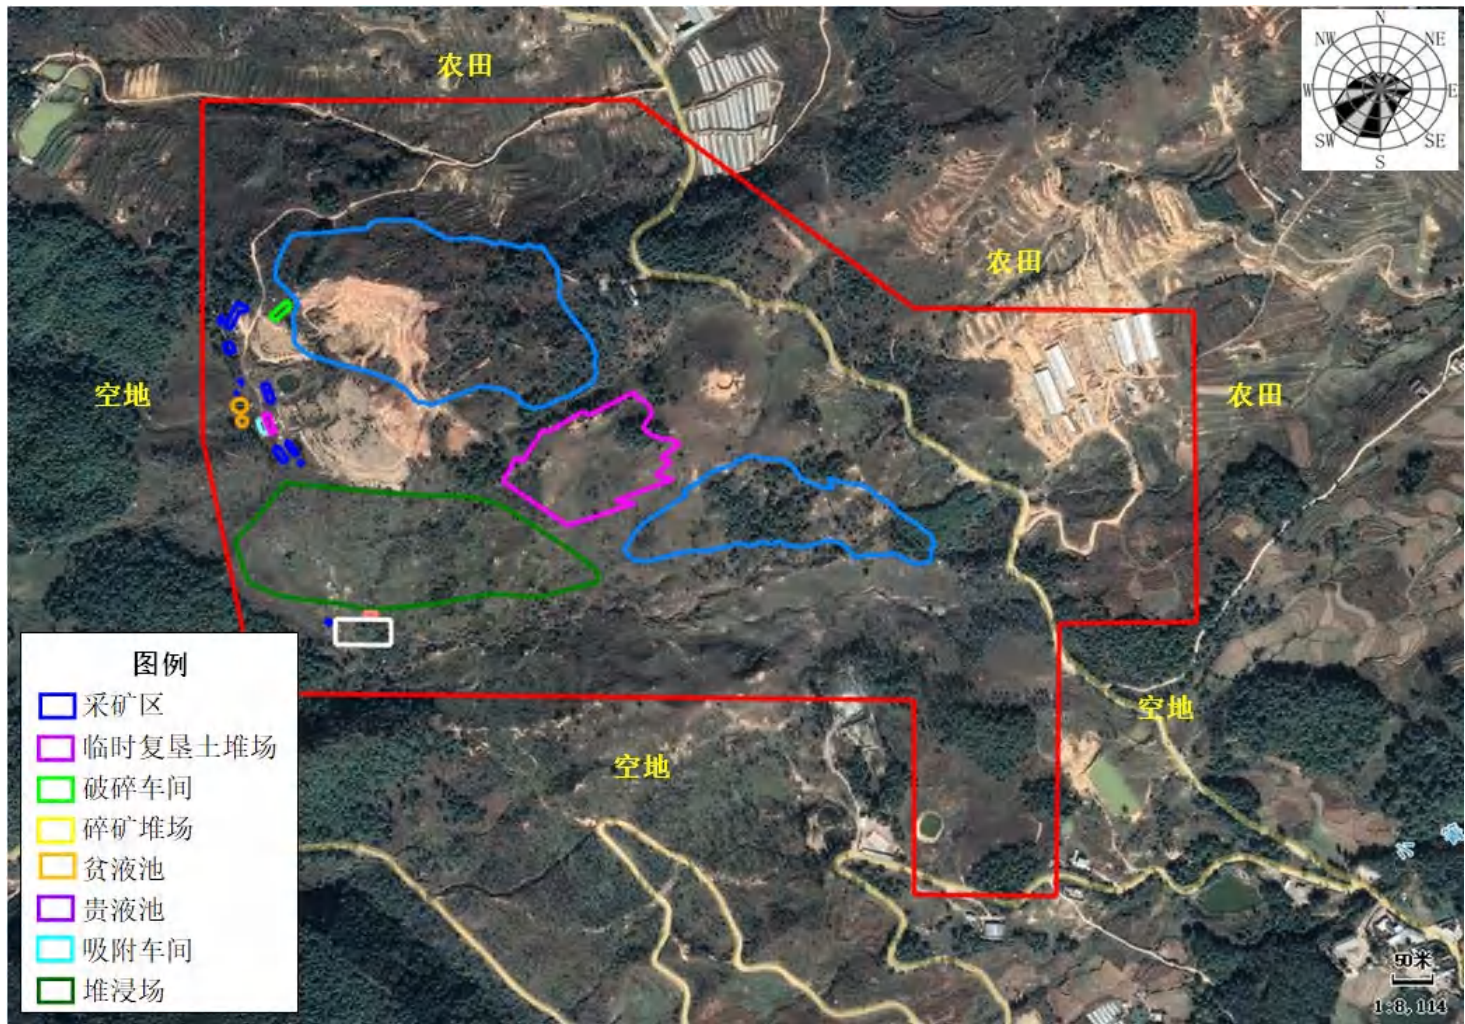 农田
N
NW
NE
W
E
SW
SE
S
农田
空地
农田
图例
采矿区
临时复垦土堆场
破碎车间
碎矿堆场
贫液池
贵液池
吸附车间
堆浸场
空地
空地
50米
1:8,114